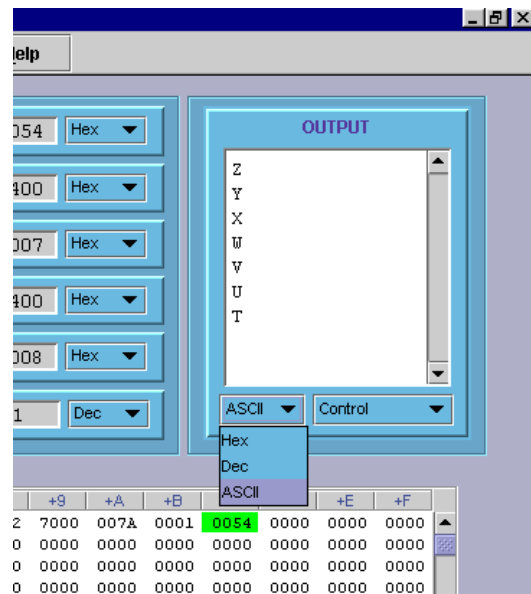 elp
OUTPUT
054 Hex
400 Hex
007 Hex
400 Hex
008 Hex
1 Dec
Z
Y
X
W
V
U
T
ASCII Control
Hex
Dec
ASCII
+9 +A +B +E +F
2 7000 007A 0001 0054 0000 0000 0000
0 0000 0000 0000 0000 0000 0000 0000
0 0000 0000 0000 0000 0000 0000 0000
0 0000 0000 0000 0000 0000 0000 0000